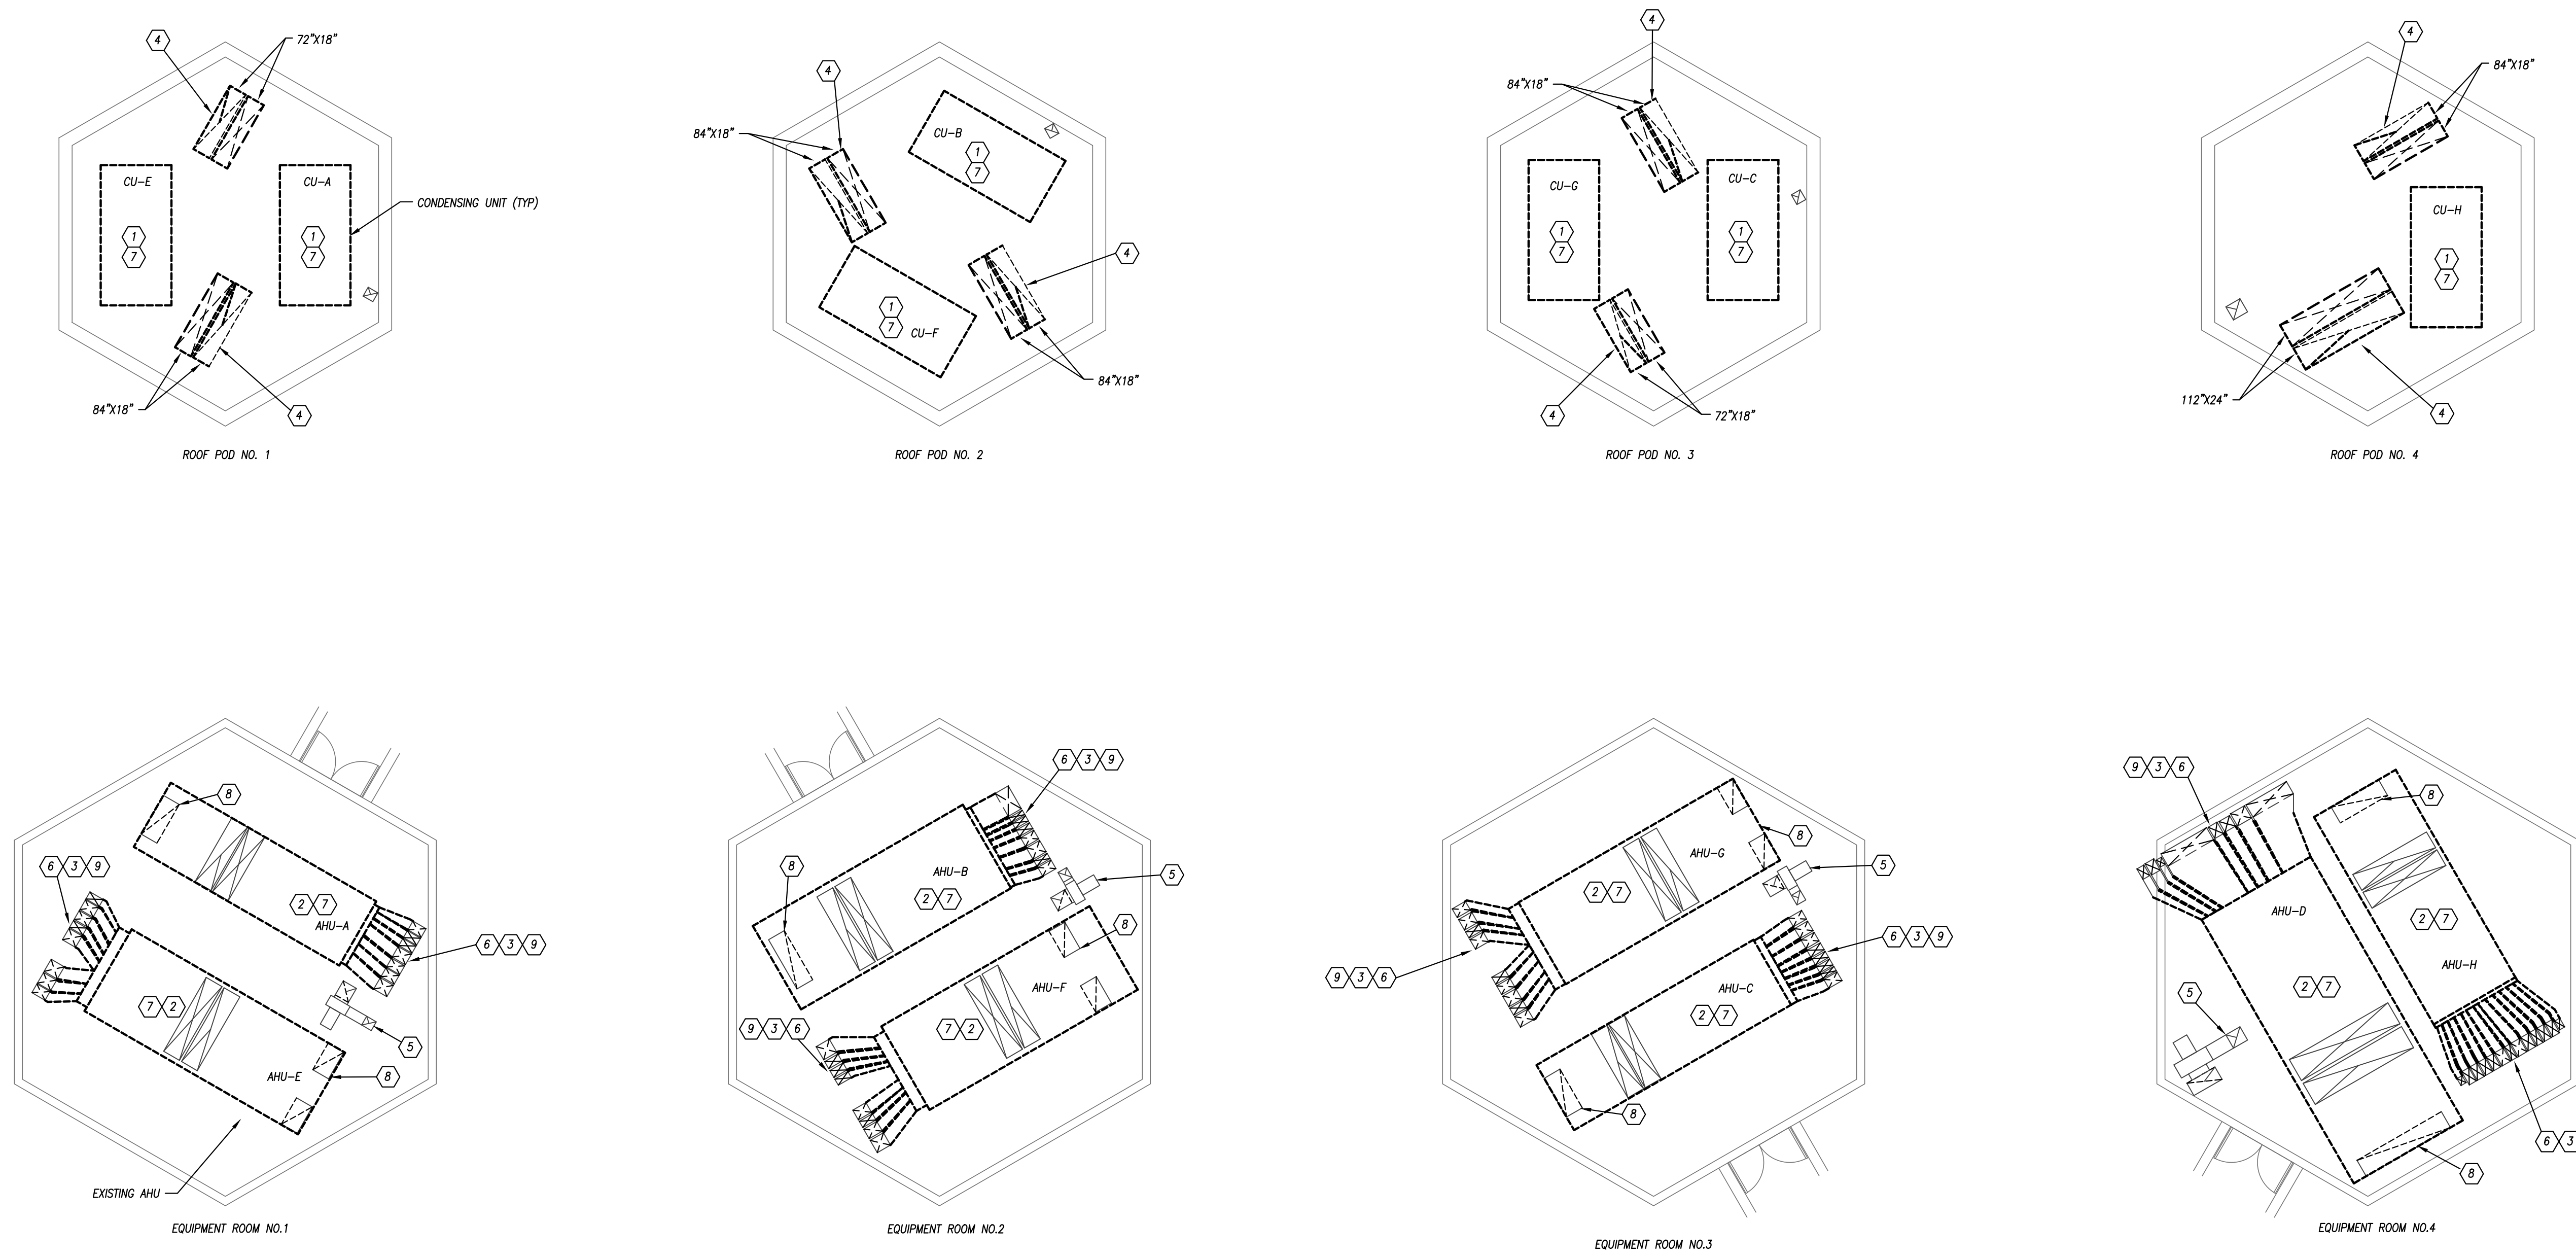 4
72"X18"
CU-E
CU-A
1
7
1
7
CONDENSING UNIT (TYP)
84"X18"
4
ROOF POD NO. 1
4
84"X18"
CU-B
1
7
4
1
7
CU-F
84"X18"
ROOF POD NO. 2
4
84"X18"
CU-G
CU-C
1
7
1
7
4
72"X18"
ROOF POD NO. 3
4
84"X18"
CU-H
1
7
112"X24"
4
ROOF POD NO. 4
8
6 3 9
2 7
AHU-A
6 3 9
7 2
5
AHU-E
8
EXISTING AHU
EQUIPMENT ROOM NO.1
6 3 9
8
AHU-B
5
2 7
8
AHU-F
9 3 6
7 2
EQUIPMENT ROOM NO.2
8
AHU-G
5
2 7
6 3 9
9 3 6
AHU-C
2 7
8
EQUIPMENT ROOM NO.3
9 3 6
8
AHU-D
2 7
AHU-H
2 7
5
6 3
8
EQUIPMENT ROOM NO.4